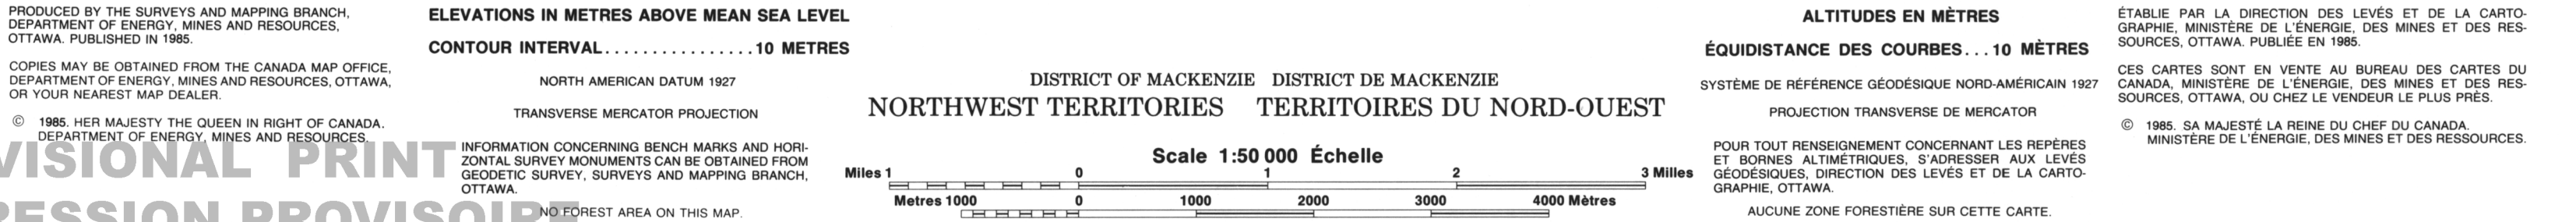 PRODUCED BY THE SURVEYS AND MAPPING BRANCH,
DEPARTMENT OF ENERGY, MINES AND RESOURCES,
OTTAWA. PUBLISHED IN 1985.
COPIES MAY BE OBTAINED FROM THE CANADA MAP OFFICE,
DEPARTMENT OF ENERGY, MINES AND RESOURCES, OTTAWA,
OR YOUR NEAREST MAP DEALER.
© 1985. HER MAJESTY THE QUEEN IN RIGHT OF CANADA.
DEPARTMENT OF ENERGY, MINES AND RESOURCES.
VISIONAL PRINT
RESSION PROVISOIRE
ELEVATIONS IN METRES ABOVE MEAN SEA LEVEL
CONTOUR INTERVAL................10 METRES
NORTH AMERICAN DATUM 1927
TRANSVERSE MERCATOR PROJECTION
INFORMATION CONCERNING BENCH MARKS AND HORI-
ZONTAL SURVEY MONUMENTS CAN BE OBTAINED FROM
GEODETIC SURVEY, SURVEYS AND MAPPING BRANCH,
OTTAWA.
NO FOREST AREA ON THIS MAP.
DISTRICT OF MACKENZIE DISTRICT DE MACKENZIE
NORTHWEST TERRITORIES TERRITOIRES DU NORD-OUEST
Scale 1:50 000 Échelle
Miles 1 0 1 2 3 Milles
Metres 1000 0 1000 2000 3000 4000 Mètres
ALTITUDES EN MÈTRES
ÉQUIDISTANCE DES COURBES...10 MÈTRES
SYSTÈME DE RÉFÉRENCE GÉODÉSIQUE NORD-AMÉRICAIN 1927
PROJECTION TRANSVERSE DE MERCATOR
POUR TOUT RENSEIGNEMENT CONCERNANT LES REPÈRES
ET BORNES ALTIMÉTRIQUES, S'ADRESSER AUX LEVÉS
GÉODÉSIQUES, DIRECTION DES LEVÉS ET DE LA CARTO-
GRAPHIE, OTTAWA.
AUCUNE ZONE FORESTIÈRE SUR CETTE CARTE.
ÉTABLIE PAR LA DIRECTION DES LEVÉS ET DE LA CARTO-
GRAPHIE, MINISTÈRE DE L'ÉNERGIE, DES MINES ET DES RES-
SOURCES, OTTAWA. PUBLIÉE EN 1985.
CES CARTES SONT EN VENTE AU BUREAU DES CARTES DU
CANADA, MINISTÈRE DE L'ÉNERGIE, DES MINES ET DES RES-
SOURCES, OTTAWA, OU CHEZ LE VENDEUR LE PLUS PRÈS.
© 1985. SA MAJESTÉ LA REINE DU CHEF DU CANADA.
MINISTÈRE DE L'ÉNERGIE, DES MINES ET DES RESSOURCES.